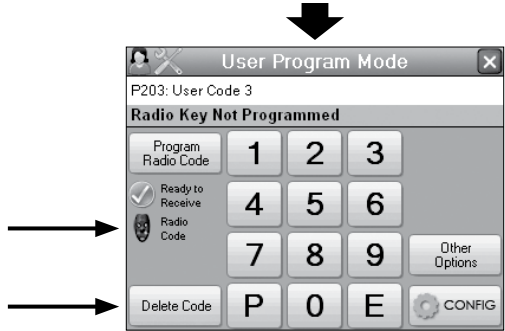 User Program Mode
P203: User Code 3
Radio Key Not Programmed
Program
Radio Code
1 2 3
Ready to
Receive
Radio
Code
4 5 6
7 8 9
Other
Options
Delete Code
P 0 E
CONFIG